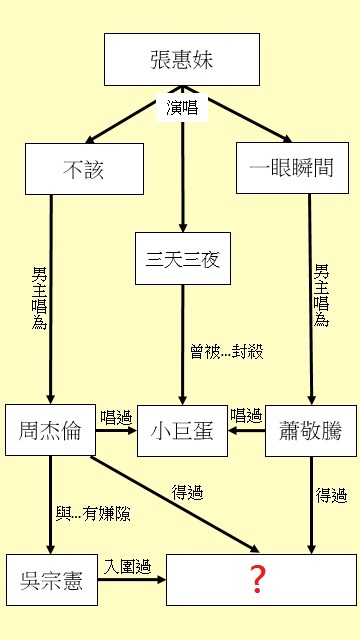 張惠妹
演唱
不該
一眼瞬間
三天三夜
男主唱為
男主唱為
曾被...封殺
周杰倫
唱過
小巨蛋
唱過
蕭敬騰
與...有嫌隙
得過
得過
吳宗憲
入圍過
?